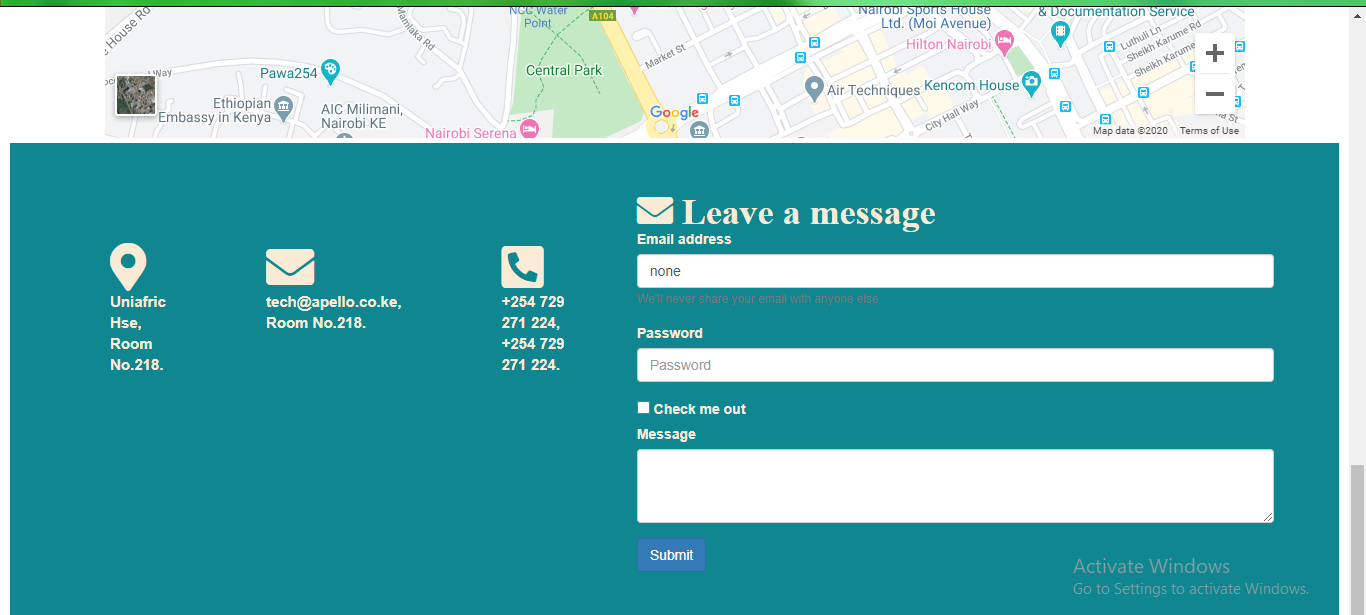 NCC Water
Point
A104
Nairobi Sports House
Ltd. (Moi Avenue)
& Documentation Service
House Rd
Mamlaka Rd
Luthuli Ln
Sheikh Karume Rd
Hilton Nairobi
Market St
Sheikh Karume
Way
Pawa254
Central Park
Kencom House
Air Techniques
Ethiopian
Embassy in Kenya
AIC Milimani,
Nairobi KE
Google
City Hall Way
Nairobi Serena
Map data ©2020
Terms of Use
Uniafric
Hse,
Room
No.218.
tech@apello.co.ke,
Room No.218.
+254 729
271 224,
+254 729
271 224.
Leave a message
Email address
none
We'll never share your email with anyone else.
Password
Password
Check me out
Message
Submit
Activate Windows
Go to Settings to activate Windows.